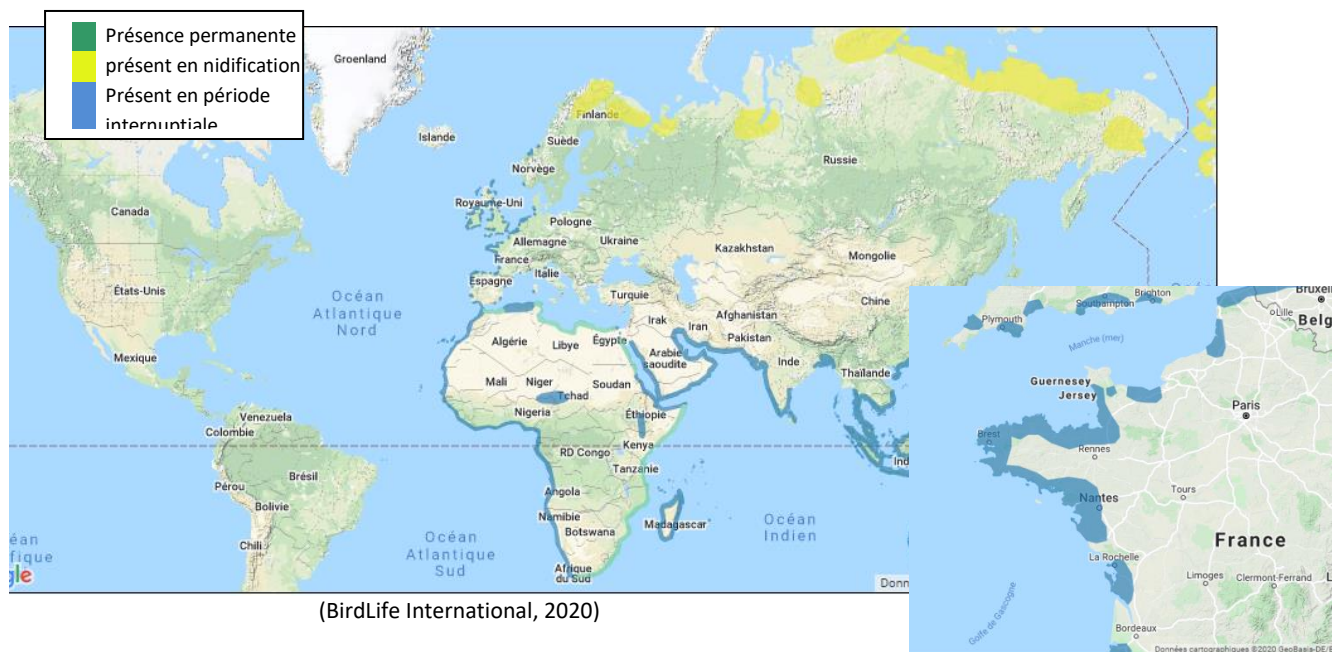 Présence permanente
présent en nidification
Présent en période
internuptiale
Groenland
Islande
Finlande
Suède
Norvège
Russie
Royaume-Uni
Pologne
Allemagne
Ukraine
France
Kazakhstan
Mongolie
Italie
Espagne
Turquie
Chine
Canada
États-Unis
Océan
Atlantique
Nord
Mexique
Irak
Iran
Afghanistan
Pakistan
Algérie
Libye
Égypte
Arabie
saoudite
Inde
Thaïlande
Mali
Niger
Tchad
Soudan
Nigeria
Éthiopie
Venezuela
Colombie
RD Congo
Kenya
Tanzanie
Pérou
Brésil
Bolivie
Angola
Namibie
Botswana
Madagascar
Chili
Océan
Atlantique
Sud
Océan
Indien
Afrique
du Sud
(BirdLife International, 2020)
Plymouth
Southampton
Brighton
Lille
Manche (mer)
Guernesey
Jersey
Paris
Brest
Rennes
Nantes
Tours
La Rochelle
France
Limoges
Clermont-Ferrand
Golfe de Gascogne
Bordeaux
Données cartographiques ©2020 GeoBasis-DE/